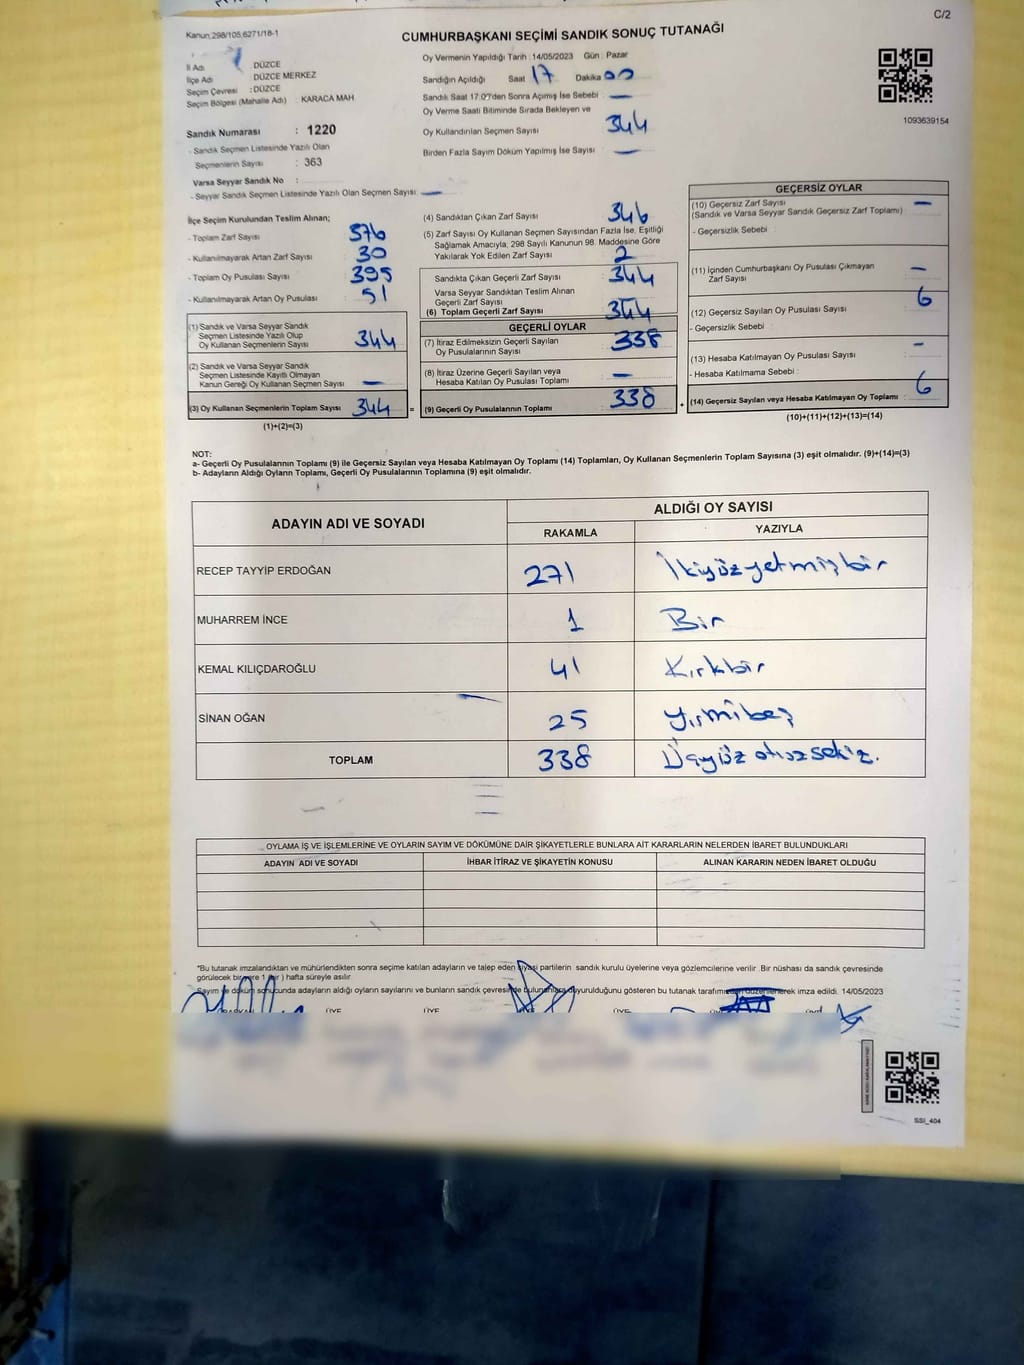 C/2
Kanun 298/105,6271/18-1
CUMHURBAŞKANI SEÇİMİ SANDIK SONUÇ TUTANAĞI
İl Adı : DÜZCE
İlçe Adı DÜZCE MERKEZ
Seçim Çevresi : DÜZCE
Seçim Bölgesi (Mahalle Adı) : KARACA MAH
Sandık Numarası : 1220
- Sandık Seçmen Listesinde Yazılı Olan
Seçmenlerin Sayısı : 363
Varsa Seyyar Sandık No :
- Seyyar Sandık Seçmen Listesinde Yazılı Olan Seçmen Sayısı : —
Oy Vermenin Yapıldığı Tarih : 14/05/2023 Gün : Pazar
Sandığın Açıldığı Saat 17 Dakika 00
Sandık Saat 17:00'den Sonra Açılmış İse Sebebi —
Oy Verme Saati Bitiminde Sırada Bekleyen ve
Oy Kullandırılan Seçmen Sayısı 344
Birden Fazla Sayım Döküm Yapılmış İse Sayısı : —
1093639154
İlçe Seçim Kurulundan Teslim Alınan;
- Toplam Zarf Sayısı 376
- Kullanılmayarak Artan Zarf Sayısı 30
- Toplam Oy Pusulası Sayısı 395
- Kullanılmayarak Artan Oy Pusulası 51
(1) Sandık ve Varsa Seyyar Sandık
Seçmen Listesinde Yazılı Olup
Oy Kullanan Seçmenlerin Sayısı 344
(2) Sandık ve Varsa Seyyar Sandık
Seçmen Listesinde Kayıtlı Olmayan
Kanun Gereği Oy Kullanan Seçmen Sayısı —
(3) Oy Kullanan Seçmenlerin Toplam Sayısı 344 =
(1)+(2)=(3)
(4) Sandıktan Çıkan Zarf Sayısı 346
(5) Zarf Sayısı Oy Kullanan Seçmen Sayısından Fazla İse, Eşitliği
Sağlamak Amacıyla; 298 Sayılı Kanunun 98. Maddesine Göre
Yakılarak Yok Edilen Zarf Sayısı 2
Sandıkta Çıkan Geçerli Zarf Sayısı 344
Varsa Seyyar Sandıktan Teslim Alınan
Geçerli Zarf Sayısı
(6) Toplam Geçerli Zarf Sayısı 344
GEÇERLİ OYLAR
(7) İtiraz Edilmeksizin Geçerli Sayılan
Oy Pusulalarının Sayısı 338
(8) İtiraz Üzerine Geçerli Sayılan veya
Hesaba Katılan Oy Pusulası Toplamı —
(9) Geçerli Oy Pusulalarının Toplamı 338 +
GEÇERSİZ OYLAR
(10) Geçersiz Zarf Sayısı
(Sandık ve Varsa Seyyar Sandık Geçersiz Zarf Toplamı) —
- Geçersizlik Sebebi :
(11) İçinden Cumhurbaşkanı Oy Pusulası Çıkmayan
Zarf Sayısı —
(12) Geçersiz Sayılan Oy Pusulası Sayısı 6
- Geçersizlik Sebebi :
(13) Hesaba Katılmayan Oy Pusulası Sayısı —
- Hesaba Katılmama Sebebi :
(14) Geçersiz Sayılan veya Hesaba Katılmayan Oy Toplamı 6
(10)+(11)+(12)+(13)=(14)
NOT:
a- Geçerli Oy Pusulalarının Toplamı (9) ile Geçersiz Sayılan veya Hesaba Katılmayan Oy Toplamı (14) Toplamları, Oy Kullanan Seçmenlerin Toplam Sayısına (3) eşit olmalıdır. (9)+(14)=(3)
b- Adayların Aldığı Oyların Toplamı, Geçerli Oy Pusulalarının Toplamına (9) eşit olmalıdır.
ADAYIN ADI VE SOYADI ALDIĞI OY SAYISI
RAKAMLA YAZIYLA
RECEP TAYYİP ERDOĞAN 271 İkiyüzyetmişbir
MUHARREM İNCE 1 Bir
KEMAL KILIÇDAROĞLU 41 Kırkbir
SİNAN OĞAN 25 Yirmibeş
TOPLAM 338 Üçyüz otuzsekiz.
OYLAMA İŞ VE İŞLEMLERİNE VE OYLARIN SAYIM VE DÖKÜMÜNE DAİR ŞİKAYETLERLE BUNLARA AİT KARARLARIN NELERDEN İBARET BULUNDUKLARI
ADAYIN ADI VE SOYADI İHBAR İTİRAZ VE ŞİKAYETİN KONUSU ALINAN KARARIN NEDEN İBARET OLDUĞU
*Bu tutanak imzalandıktan ve mühürlendikten sonra seçime katılan adayların ve talep eden siyasi partilerin sandık kurulu üyelerine veya gözlemcilerine verilir .Bir nüshası da sandık çevresinde
görülecek bir yere 1 (bir ) hafta süreyle asılır.
Sayım ve döküm sonucunda adayların aldığı oyların sayılarını ve bunların sandık çevresinde bulunanlara duyurulduğunu gösteren bu tutanak tarafımızdan düzenlenerek imza edildi. 14/05/2023
BAŞKAN ÜYE ÜYE ÜYE ÜYE ÜYE ÜYE
SSI_404